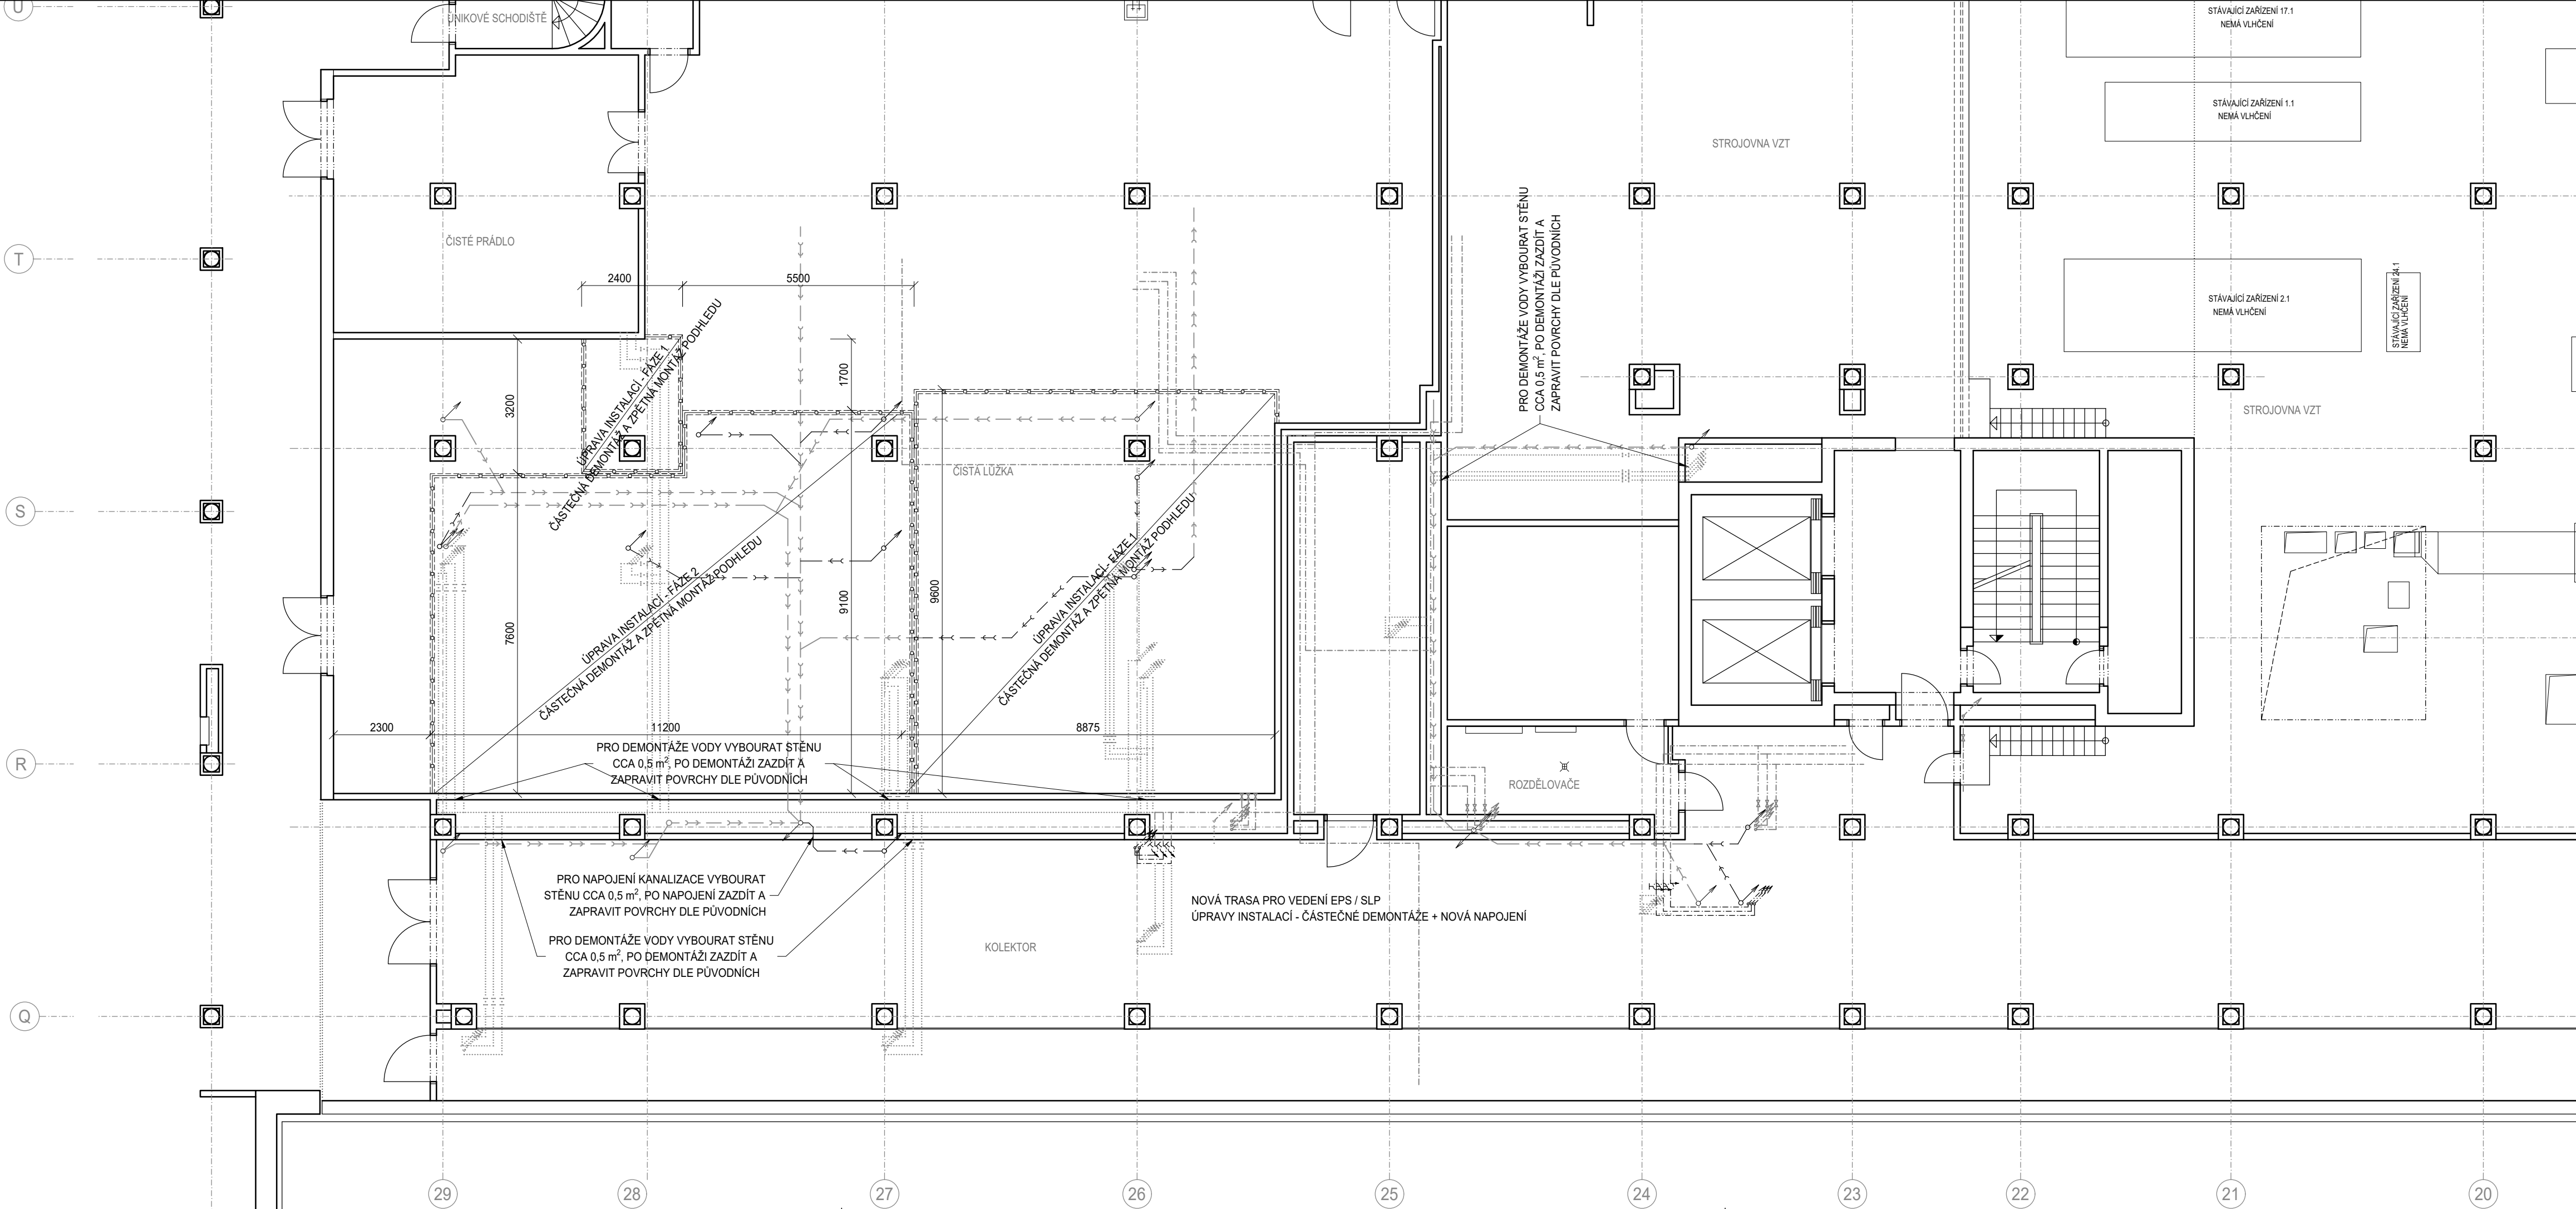 U
ÚNIKOVÉ SCHODIŠTĚ
STÁVAJÍCÍ ZAŘÍZENÍ 17.1
NEMÁ VLHČENÍ
STÁVAJÍCÍ ZAŘÍZENÍ 1.1
NEMÁ VLHČENÍ
STROJOVNA VZT
T
ČISTÉ PRÁDLO
2400
5500
PRO DEMONTÁŽE VODY VYBOURAT STĚNU
CCA 0,5 m², PO DEMONTÁŽI ZAZDÍT A
ZAPRAVIT POVRCHY DLE PŮVODNÍCH
STÁVAJÍCÍ ZAŘÍZENÍ 2.1
NEMÁ VLHČENÍ
STÁVAJÍCÍ ZAŘÍZENÍ 24.1
NEMÁ VLHČENÍ
STROJOVNA VZT
3200
1700
ÚPRAVA INSTALACÍ - FÁZE 1
ČÁSTEČNÁ DEMONTÁŽ A ZPĚTNÁ MONTÁŽ PODHLEDU
ČISTÁ LŮŽKA
S
ÚPRAVA INSTALACÍ - FÁZE 2
ČÁSTEČNÁ DEMONTÁŽ A ZPĚTNÁ MONTÁŽ PODHLEDU
7600
9100
9600
ÚPRAVA INSTALACÍ - FÁZE 1
ČÁSTEČNÁ DEMONTÁŽ A ZPĚTNÁ MONTÁŽ PODHLEDU
2300
11200
8875
R
PRO DEMONTÁŽE VODY VYBOURAT STĚNU
CCA 0,5 m², PO DEMONTÁŽI ZAZDÍT A
ZAPRAVIT POVRCHY DLE PŮVODNÍCH
ROZDĚLOVAČE
PRO NAPOJENÍ KANALIZACE VYBOURAT
STĚNU CCA 0,5 m², PO NAPOJENÍ ZAZDÍT A
ZAPRAVIT POVRCHY DLE PŮVODNÍCH
NOVÁ TRASA PRO VEDENÍ EPS / SLP
ÚPRAVY INSTALACÍ - ČÁSTEČNÉ DEMONTÁŽE + NOVÁ NAPOJENÍ
PRO DEMONTÁŽE VODY VYBOURAT STĚNU
CCA 0,5 m², PO DEMONTÁŽI ZAZDÍT A
ZAPRAVIT POVRCHY DLE PŮVODNÍCH
KOLEKTOR
Q
29
28
27
26
25
24
23
22
21
20